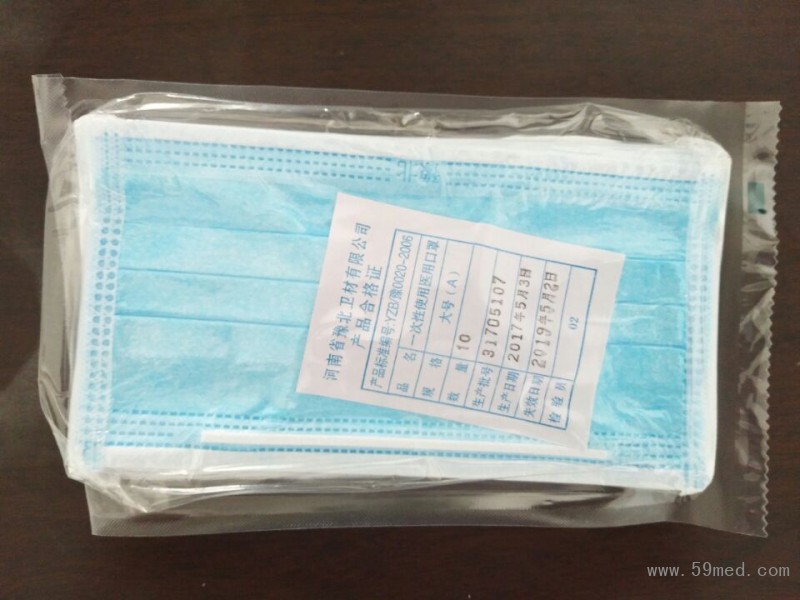 豫北
河南省豫北卫材有限公司
产品合格证
产品标准编号:YZB/豫0020-2006
品 名 一次性使用医用口罩
规 格 大号(A)
数 量 10
生产批号 31705107
生产日期 2017年5月3日
失效日期 2019年5月2日
检验员 02
www.59med.com